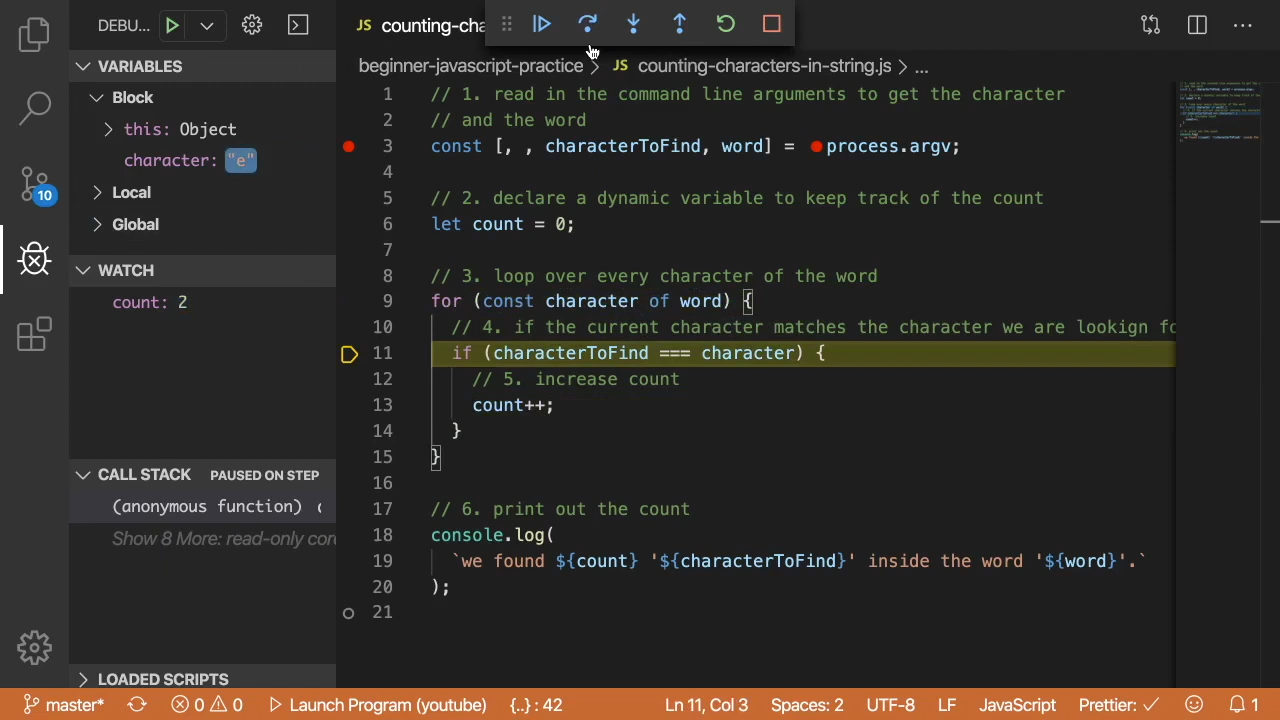 DEBU...
JS counting-cha
VARIABLES
Block
this: Object
character: "e"
Local
Global
10
WATCH
count: 2
CALL STACK PAUSED ON STEP
(anonymous function)
Show 8 More: read-only cor
LOADED SCRIPTS
beginner-javascript-practice > JS counting-characters-in-string.js > ...
1 // 1. read in the command line arguments to get the character
2 // and the word
3 const [, , characterToFind, word] = process.argv;
4
5 // 2. declare a dynamic variable to keep track of the count
6 let count = 0;
7
8 // 3. loop over every character of the word
9 for (const character of word) {
10 // 4. if the current character matches the character we are lookign fo
11 if (characterToFind === character) {
12 // 5. increase count
13 count++;
14 }
15 }
16
17 // 6. print out the count
18 console.log(
19 `we found ${count} '${characterToFind}' inside the word '${word}'.`
20 );
21
master* 0 0 Launch Program (youtube) {..} : 42 Ln 11, Col 3 Spaces: 2 UTF-8 LF JavaScript Prettier: ✓ 1